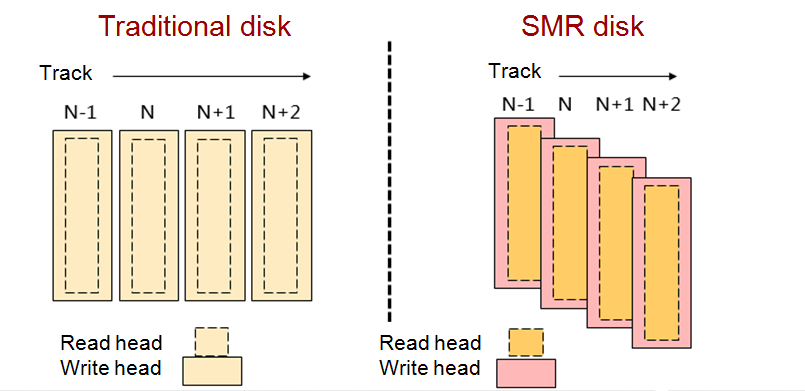 Traditional disk
Track
N-1 N N+1 N+2
Read head
Write head
SMR disk
Track
N-1 N N+1 N+2
Read head
Write head